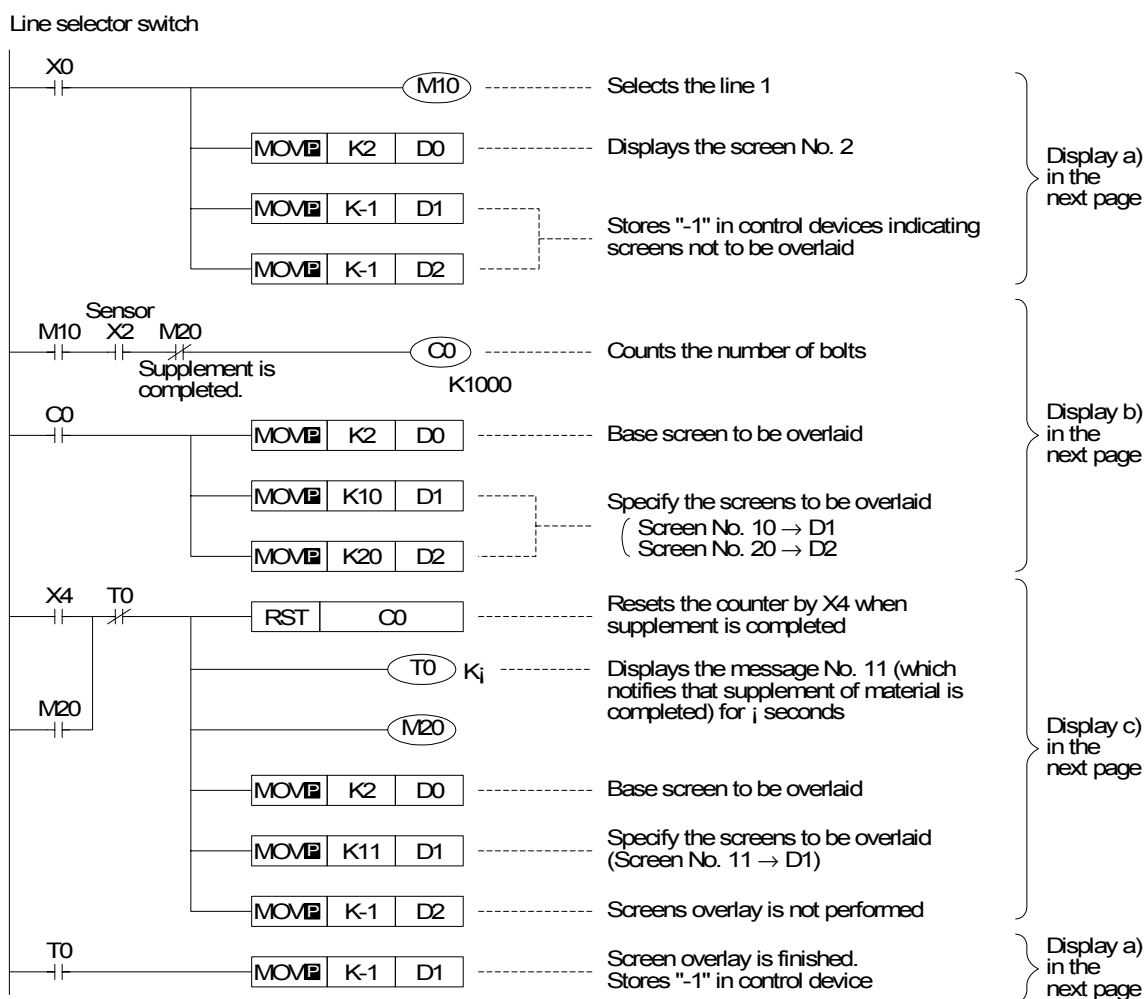 Line selector switch
X0
M10
Selects the line 1
MOVP K2 D0
Displays the screen No. 2
MOVP K-1 D1
Stores "-1" in control devices indicating
screens not to be overlaid
MOVP K-1 D2
Display a)
in the
next page
Sensor
M10 X2 M20
Supplement is
completed.
C0
K1000
Counts the number of bolts
C0
MOVP K2 D0
Base screen to be overlaid
MOVP K10 D1
Specify the screens to be overlaid
Screen No. 10 → D1
Screen No. 20 → D2
MOVP K20 D2
Display b)
in the
next page
X4 T0
RST C0
Resets the counter by X4 when
supplement is completed
T0 K¡
Displays the message No. 11 (which
notifies that supplement of material is
completed) for ¡ seconds
M20
M20
MOVP K2 D0
Base screen to be overlaid
MOVP K11 D1
Specify the screens to be overlaid
(Screen No. 11 → D1)
MOVP K-1 D2
Screens overlay is not performed
Display c)
in the
next page
T0
MOVP K-1 D1
Screen overlay is finished.
Stores "-1" in control device
Display a)
in the
next page